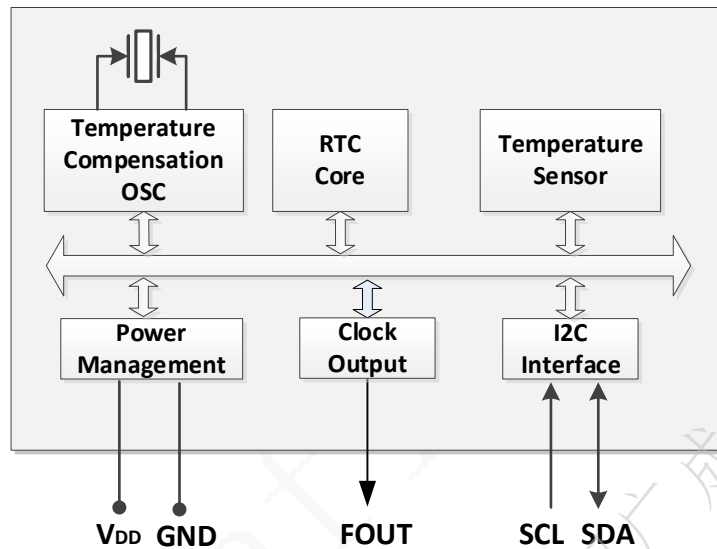 Temperature
Compensation
OSC
RTC
Core
Temperature
Sensor
Power
Management
Clock
Output
I2C
Interface
VDD GND
FOUT
SCL SDA